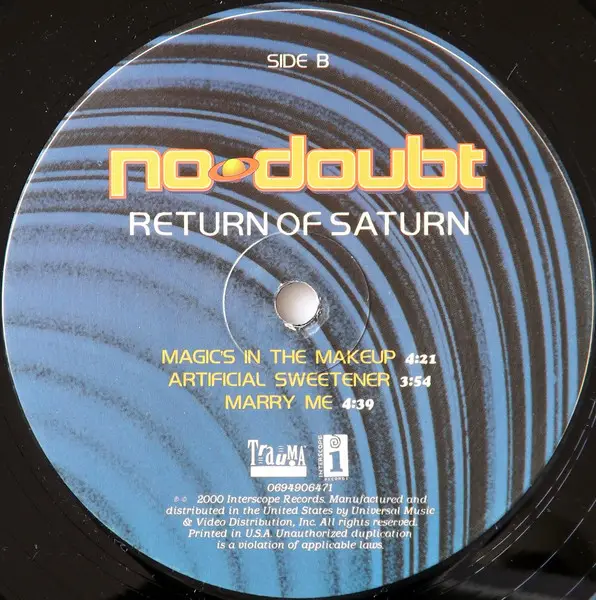 SIDE B
no doubt
RETURN OF SATURN
MAGIC'S IN THE MAKEUP 4:21
ARTIFICIAL SWEETENER 3:54
MARRY ME 4:39
TRAUMA
INTERSCOPE
RECORDS
0694906471
℗ © 2000 Interscope Records. Manufactured and
distributed in the United States by Universal Music
& Video Distribution, Inc. All rights reserved.
Printed in U.S.A. Unauthorized duplication
is a violation of applicable laws.